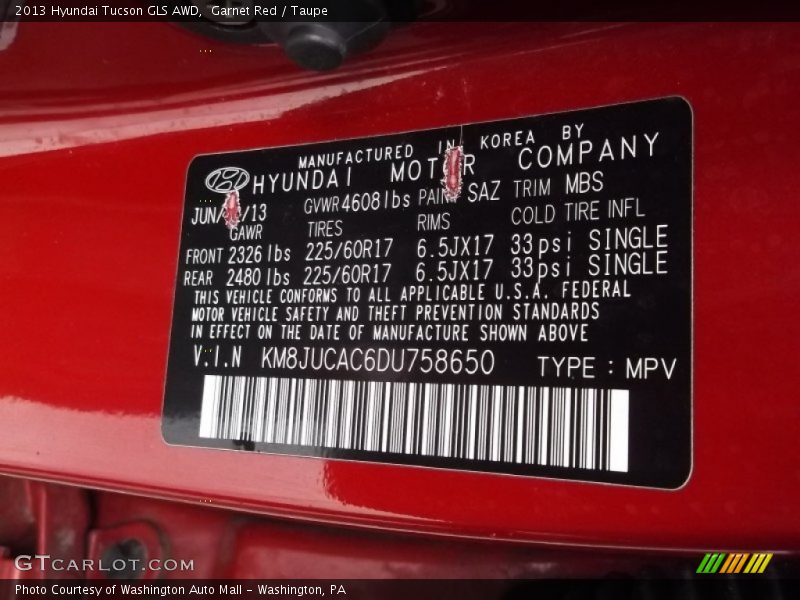 2013 Hyundai Tucson GLS AWD,  Garnet Red / Taupe
MANUFACTURED IN KOREA BY
HYUNDAI MOTOR COMPANY
JUN/ /13 GVWR 4608lbs PAINT SAZ TRIM MBS
GAWR TIRES RIMS COLD TIRE INFL
FRONT 2326 lbs 225/60R17 6.5JX17 33psi SINGLE
REAR 2480 lbs 225/60R17 6.5JX17 33psi SINGLE
THIS VEHICLE CONFORMS TO ALL APPLICABLE U.S.A. FEDERAL
MOTOR VEHICLE SAFETY AND THEFT PREVENTION STANDARDS
IN EFFECT ON THE DATE OF MANUFACTURE SHOWN ABOVE
V.I.N KM8JUCAC6DU758650 TYPE : MPV
GTCARLOT.COM
Photo Courtesy of Washington Auto Mall - Washington, PA